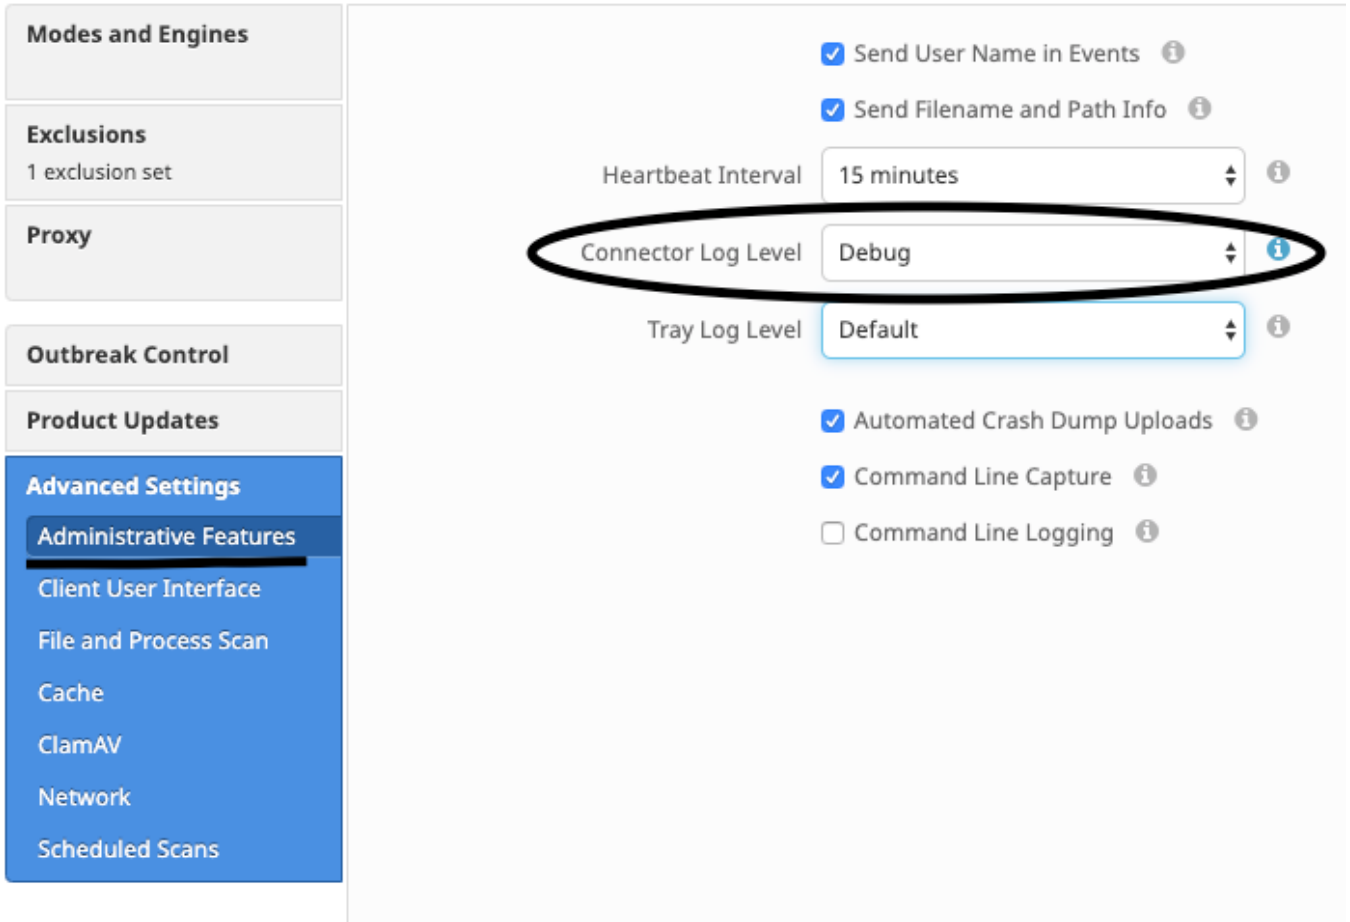 Modes and Engines
Exclusions
1 exclusion set
Proxy
Outbreak Control
Product Updates
Advanced Settings
Administrative Features
Client User Interface
File and Process Scan
Cache
ClamAV
Network
Scheduled Scans
Send User Name in Events
Send Filename and Path Info
Heartbeat Interval 15 minutes
Connector Log Level Debug
Tray Log Level Default
Automated Crash Dump Uploads
Command Line Capture
Command Line Logging